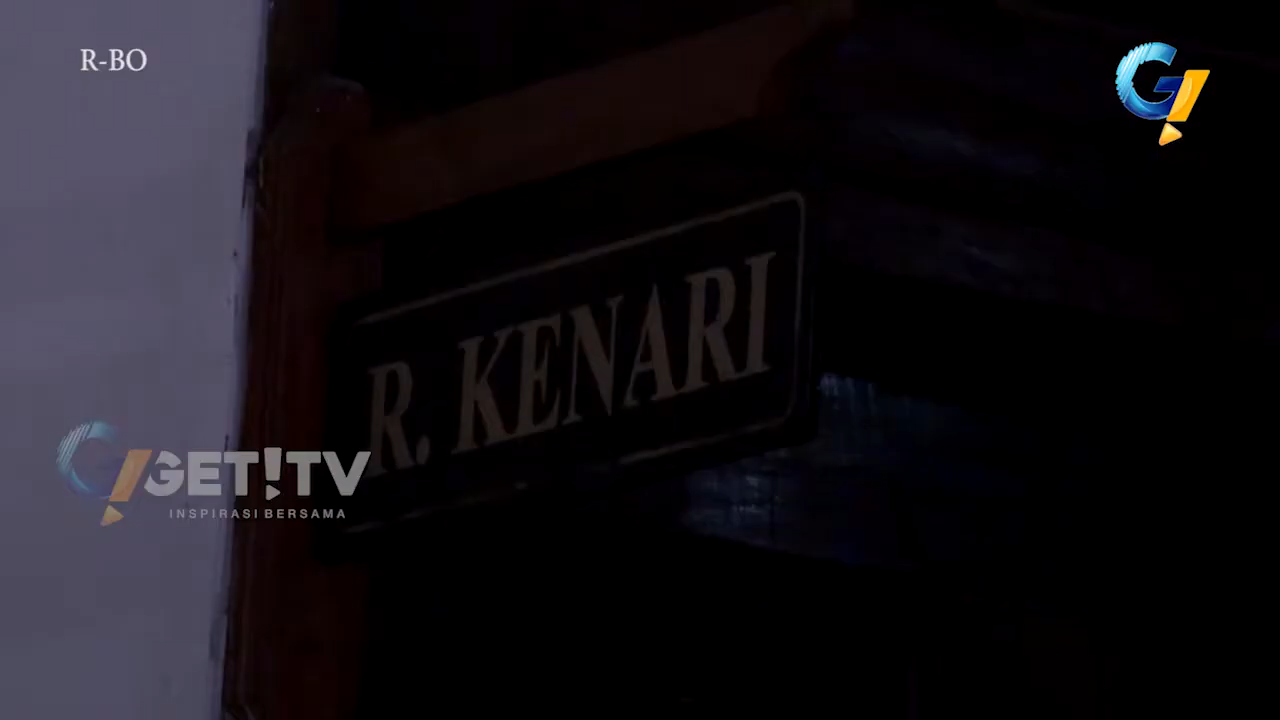 R-BO
G!
R. KENARI
G! GET!TV
INSPIRASI BERSAMA